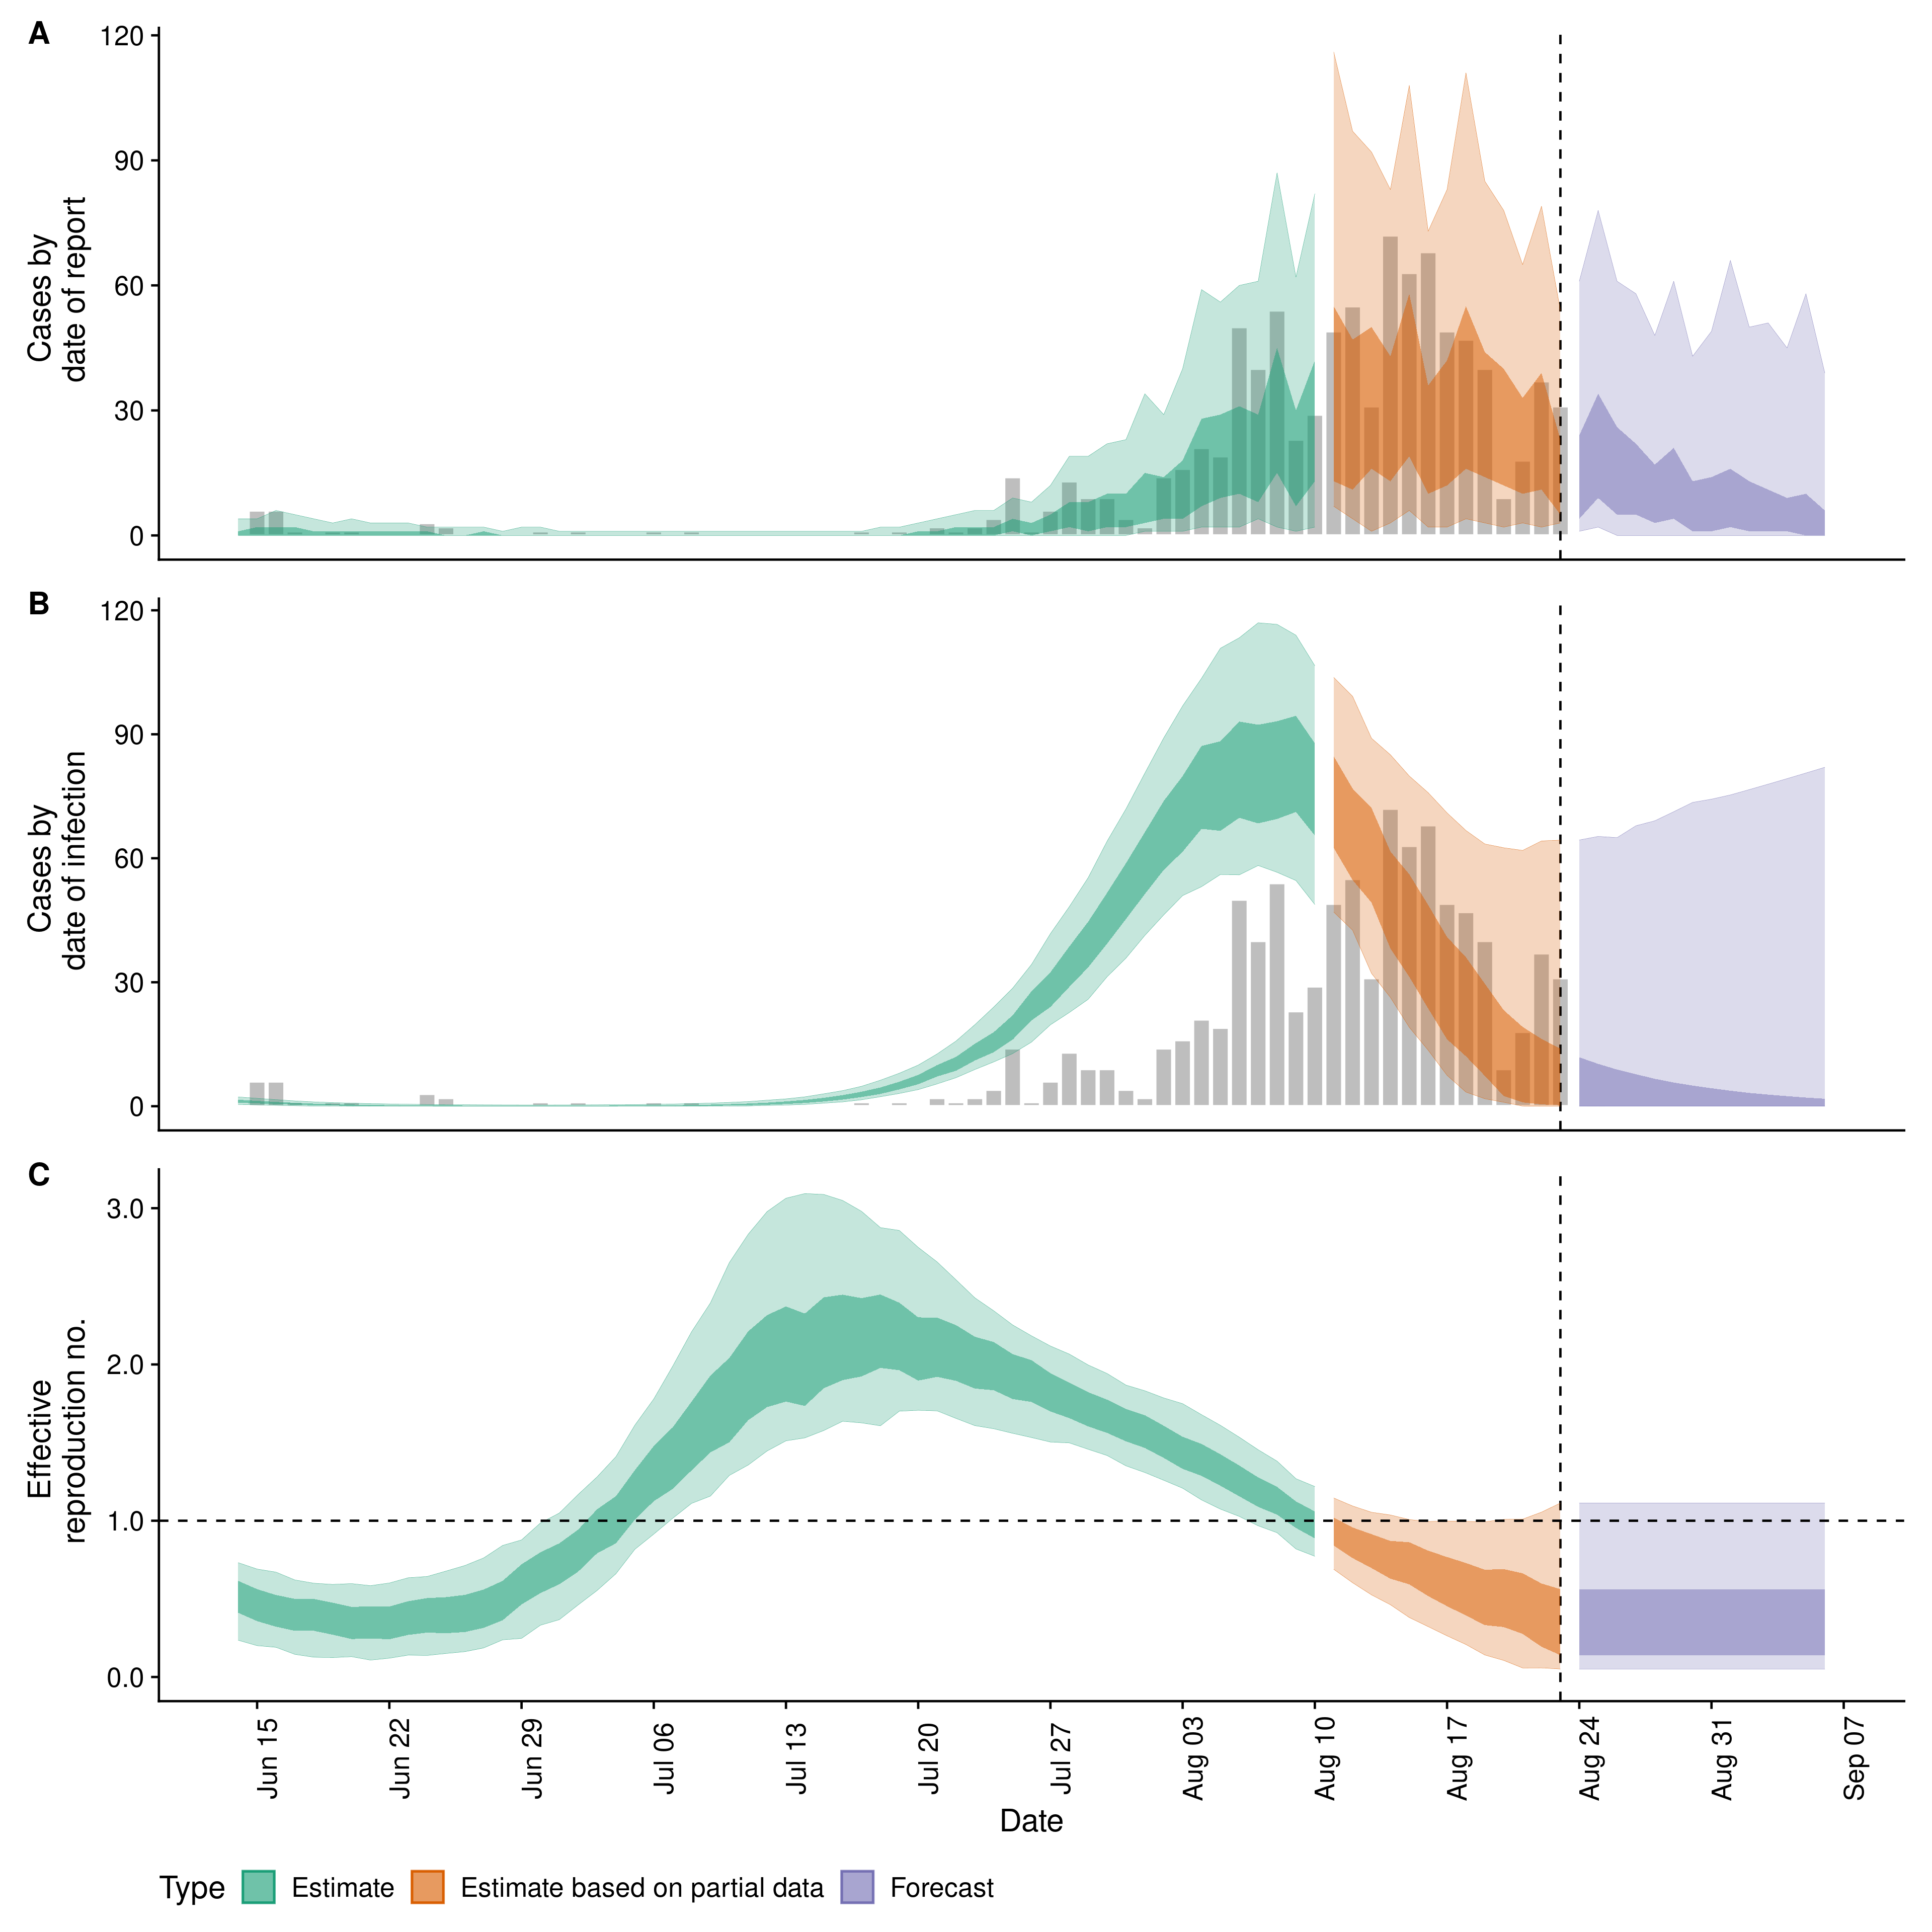 A
120
90
60
30
0
Cases by
date of report
B
120
90
60
30
0
Cases by
date of infection
C
3.0
2.0
1.0
0.0
Effective
reproduction no.
Jun 15
Jun 22
Jun 29
Jul 06
Jul 13
Jul 20
Jul 27
Aug 03
Aug 10
Aug 17
Aug 24
Aug 31
Sep 07
Date
Type Estimate Estimate based on partial data Forecast